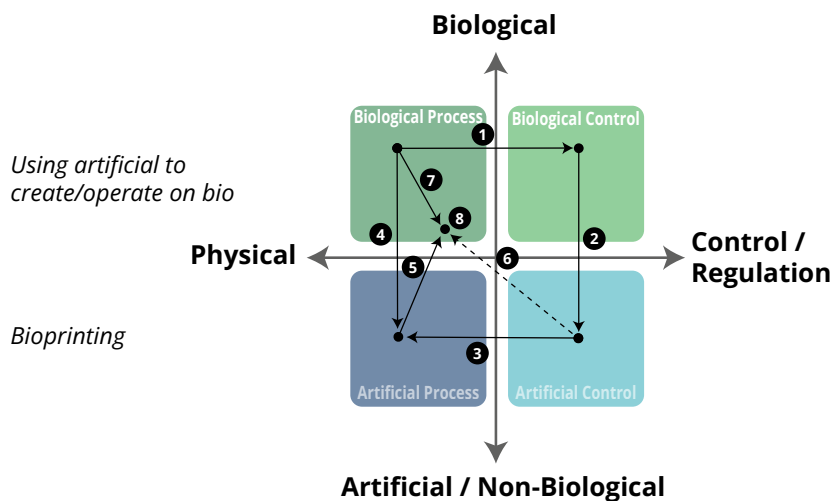 Biological
Biological Process
Biological Control
1
Using artificial to
create/operate on bio
7
8
4
2
Physical
5
6
Control /
Regulation
Bioprinting
3
Artificial Process
Artificial Control
Artificial / Non-Biological